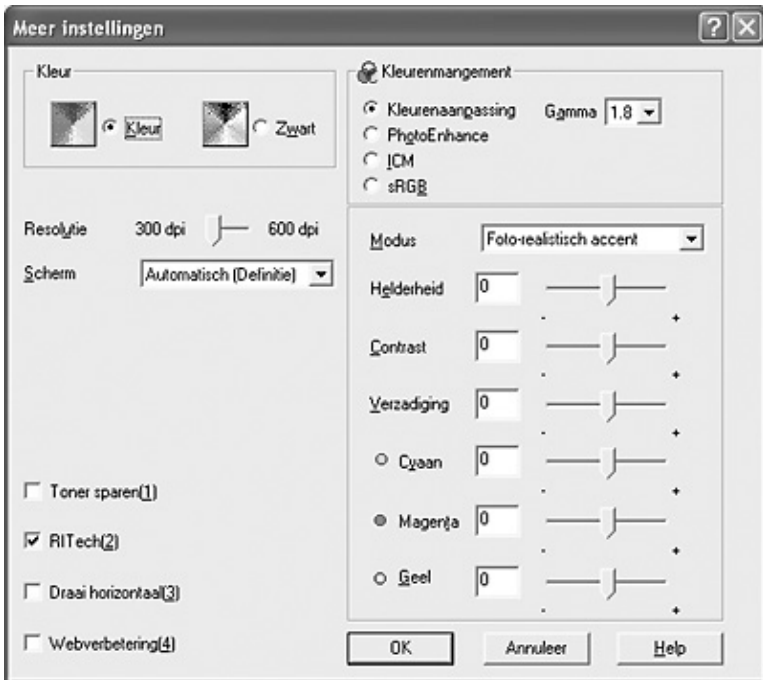 Meer instellingen
Kleur
Kleur
Zwart
Resolutie 300 dpi 600 dpi
Scherm Automatisch (Definitie)
Toner sparen(1)
RITech(2)
Draai horizontaal(3)
Webverbetering(4)
Kleurenmangement
Kleurenaanpassing Gamma 1.8
PhotoEnhance
ICM
sRGB
Modus Foto-realistisch accent
Helderheid 0
- +
Contrast 0
- +
Verzadiging 0
- +
Cyaan 0
- +
Magenta 0
- +
Geel 0
- +
OK Annuleer Help